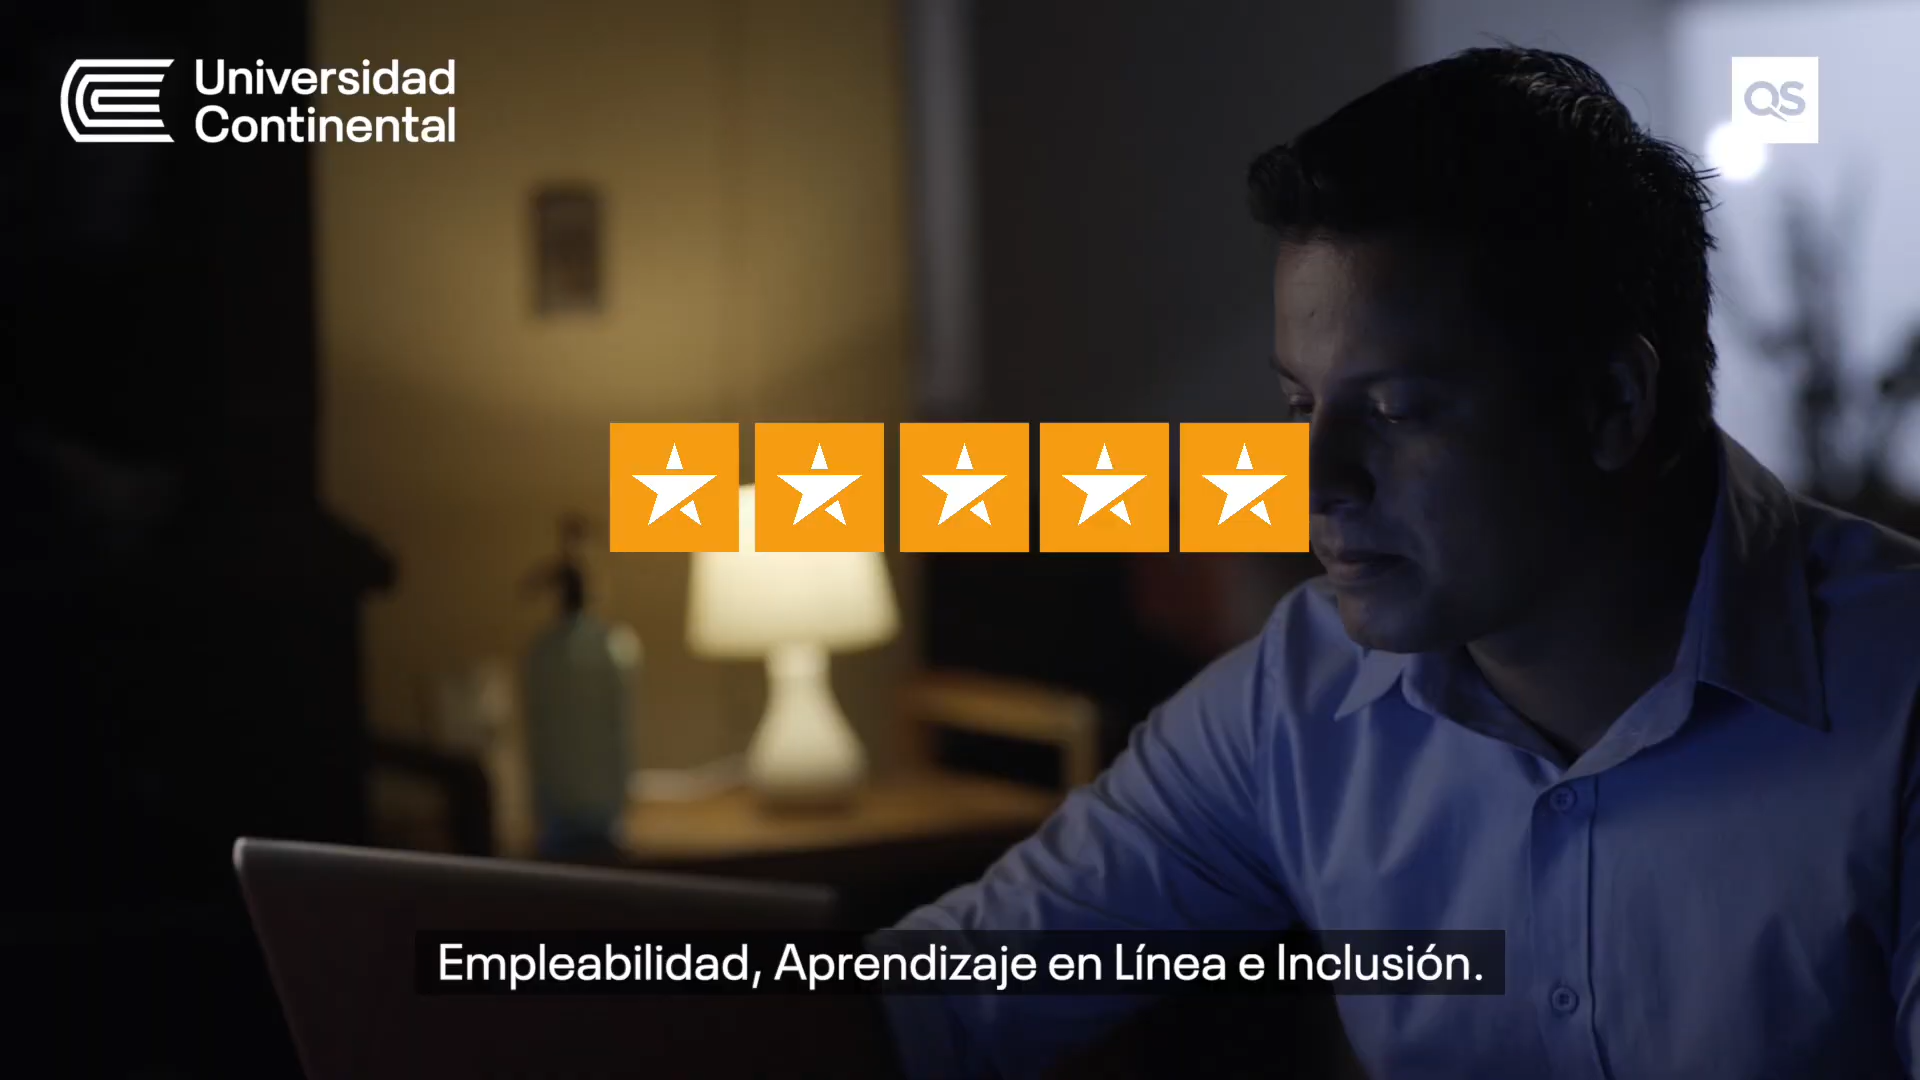 Universidad
Continental
QS
Empleabilidad, Aprendizaje en Línea e Inclusión.